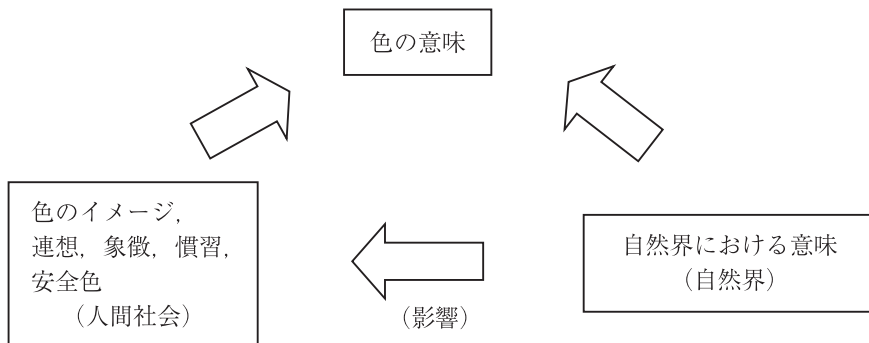 色の意味
色のイメージ,
連想, 象徴, 慣習,
安全色
(人間社会)
自然界における意味
(自然界)
(影響)